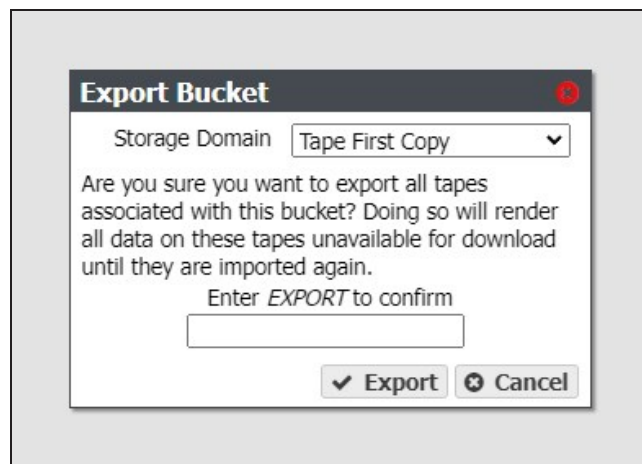 Export Bucket
Storage Domain Tape First Copy
Are you sure you want to export all tapes
associated with this bucket? Doing so will render
all data on these tapes unavailable for download
until they are imported again.
Enter EXPORT to confirm
Export Cancel